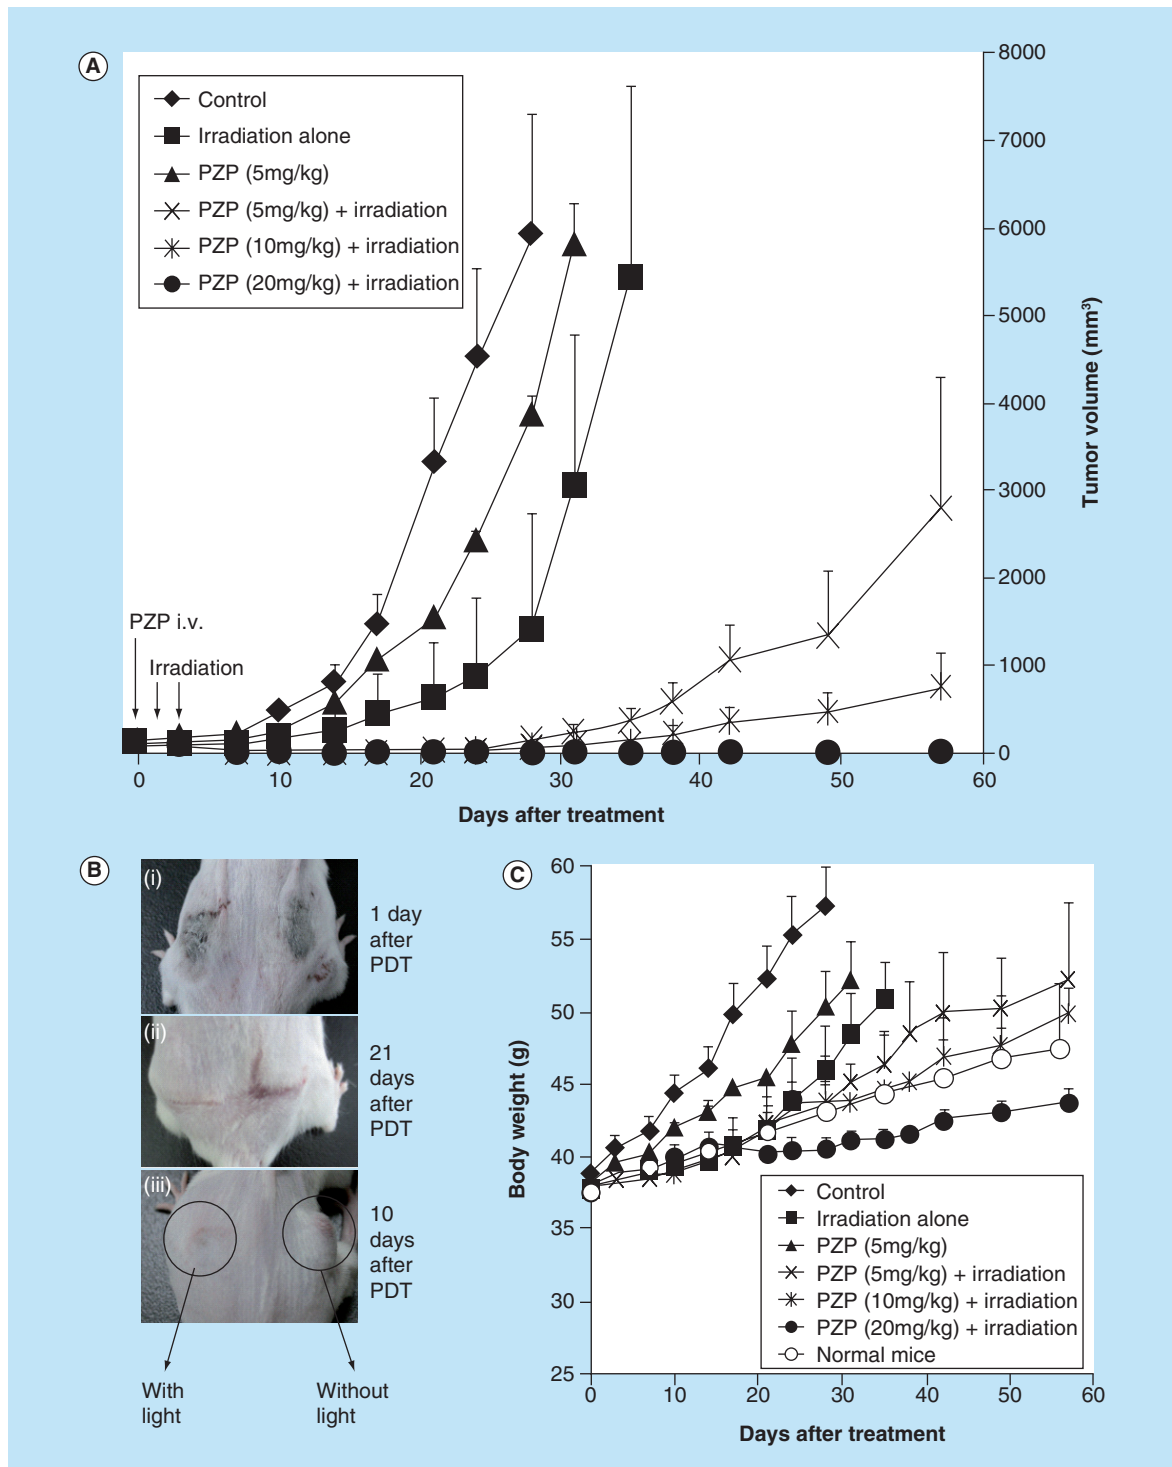 A
Control
Irradiation alone
PZP (5mg/kg)
PZP (5mg/kg) + irradiation
PZP (10mg/kg) + irradiation
PZP (20mg/kg) + irradiation
8000
7000
6000
5000
4000
3000
2000
1000
0
Tumor volume (mm³)
PZP i.v.
Irradiation
0
10
20
30
40
50
60
Days after treatment
B
(i)
1 day
after
PDT
(ii)
21
days
after
PDT
(iii)
10
days
after
PDT
With
light
Without
light
C
60
55
50
45
40
35
30
25
Body weight (g)
Control
Irradiation alone
PZP (5mg/kg)
PZP (5mg/kg) + irradiation
PZP (10mg/kg) + irradiation
PZP (20mg/kg) + irradiation
Normal mice
0
10
20
30
40
50
60
Days after treatment